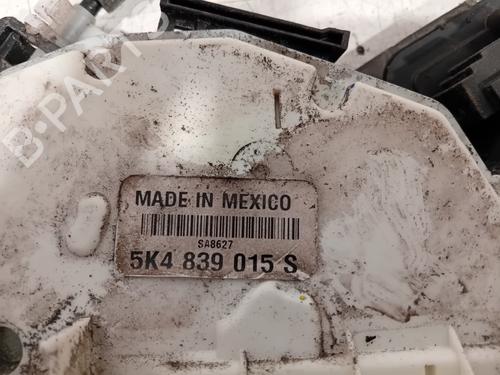 B-PARTS
MADE IN MEXICO
SA8627
5K4 839 015 S